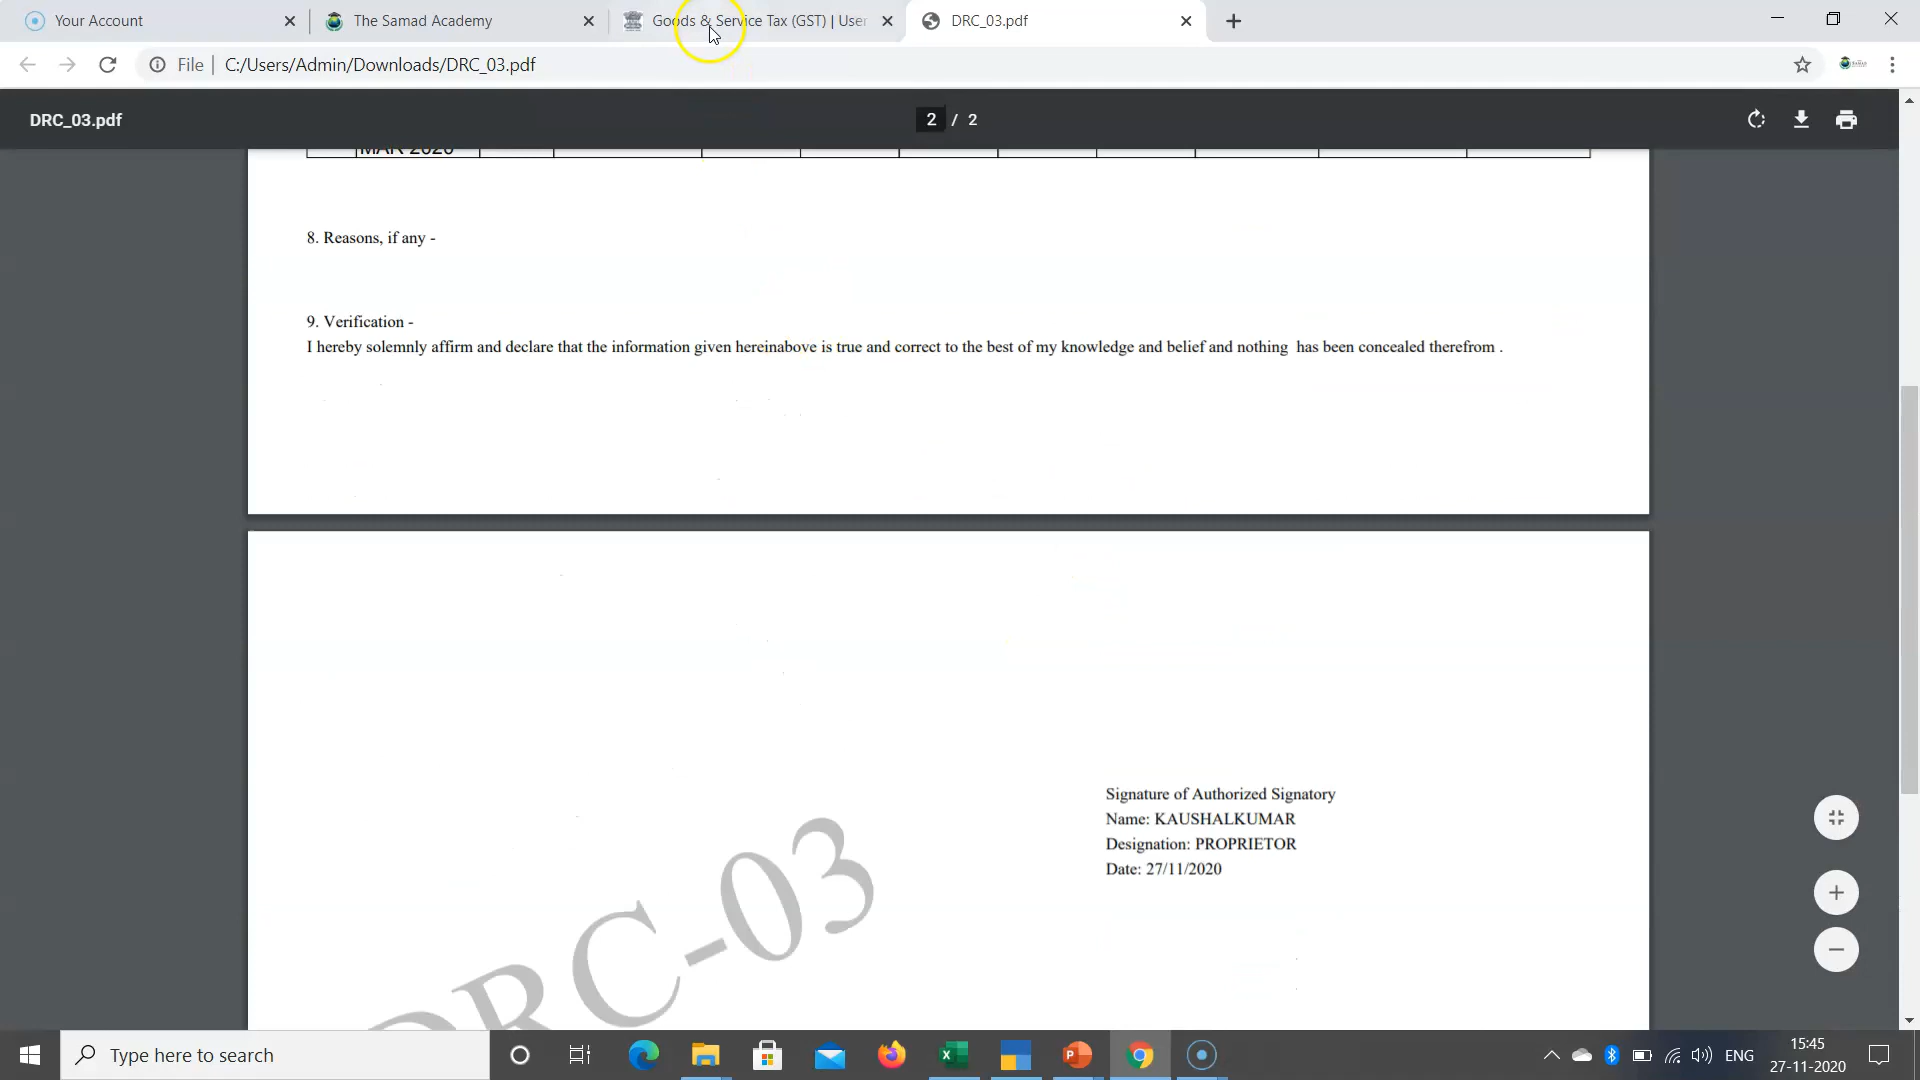 Your Account
The Samad Academy
Goods & Service Tax (GST) | User
DRC_03.pdf
File | C:/Users/Admin/Downloads/DRC_03.pdf
DRC_03.pdf
2 / 2
MAR 2020
8. Reasons, if any -
9. Verification -
I hereby solemnly affirm and declare that the information given hereinabove is true and correct to the best of my knowledge and belief and nothing has been concealed therefrom .
Signature of Authorized Signatory
Name: KAUSHALKUMAR
Designation: PROPRIETOR
Date: 27/11/2020
DRC-03
Type here to search
ENG
15:45
27-11-2020